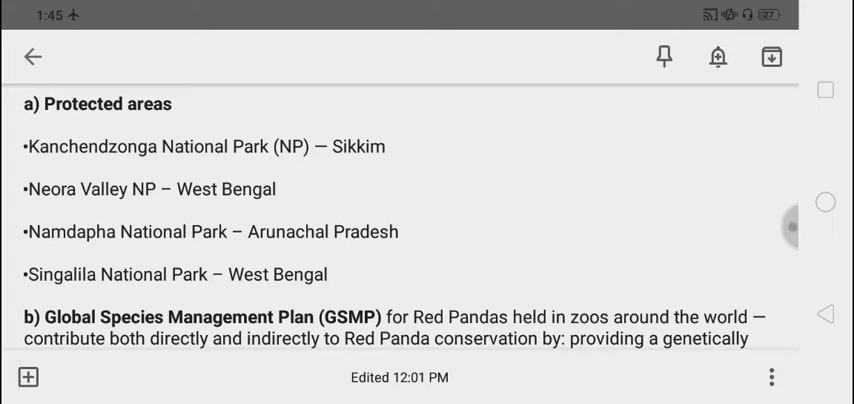 1:45
27
a) Protected areas
•Kanchendzonga National Park (NP) — Sikkim
•Neora Valley NP – West Bengal
•Namdapha National Park – Arunachal Pradesh
•Singalila National Park – West Bengal
b) Global Species Management Plan (GSMP) for Red Pandas held in zoos around the world —
contribute both directly and indirectly to Red Panda conservation by: providing a genetically
Edited 12:01 PM